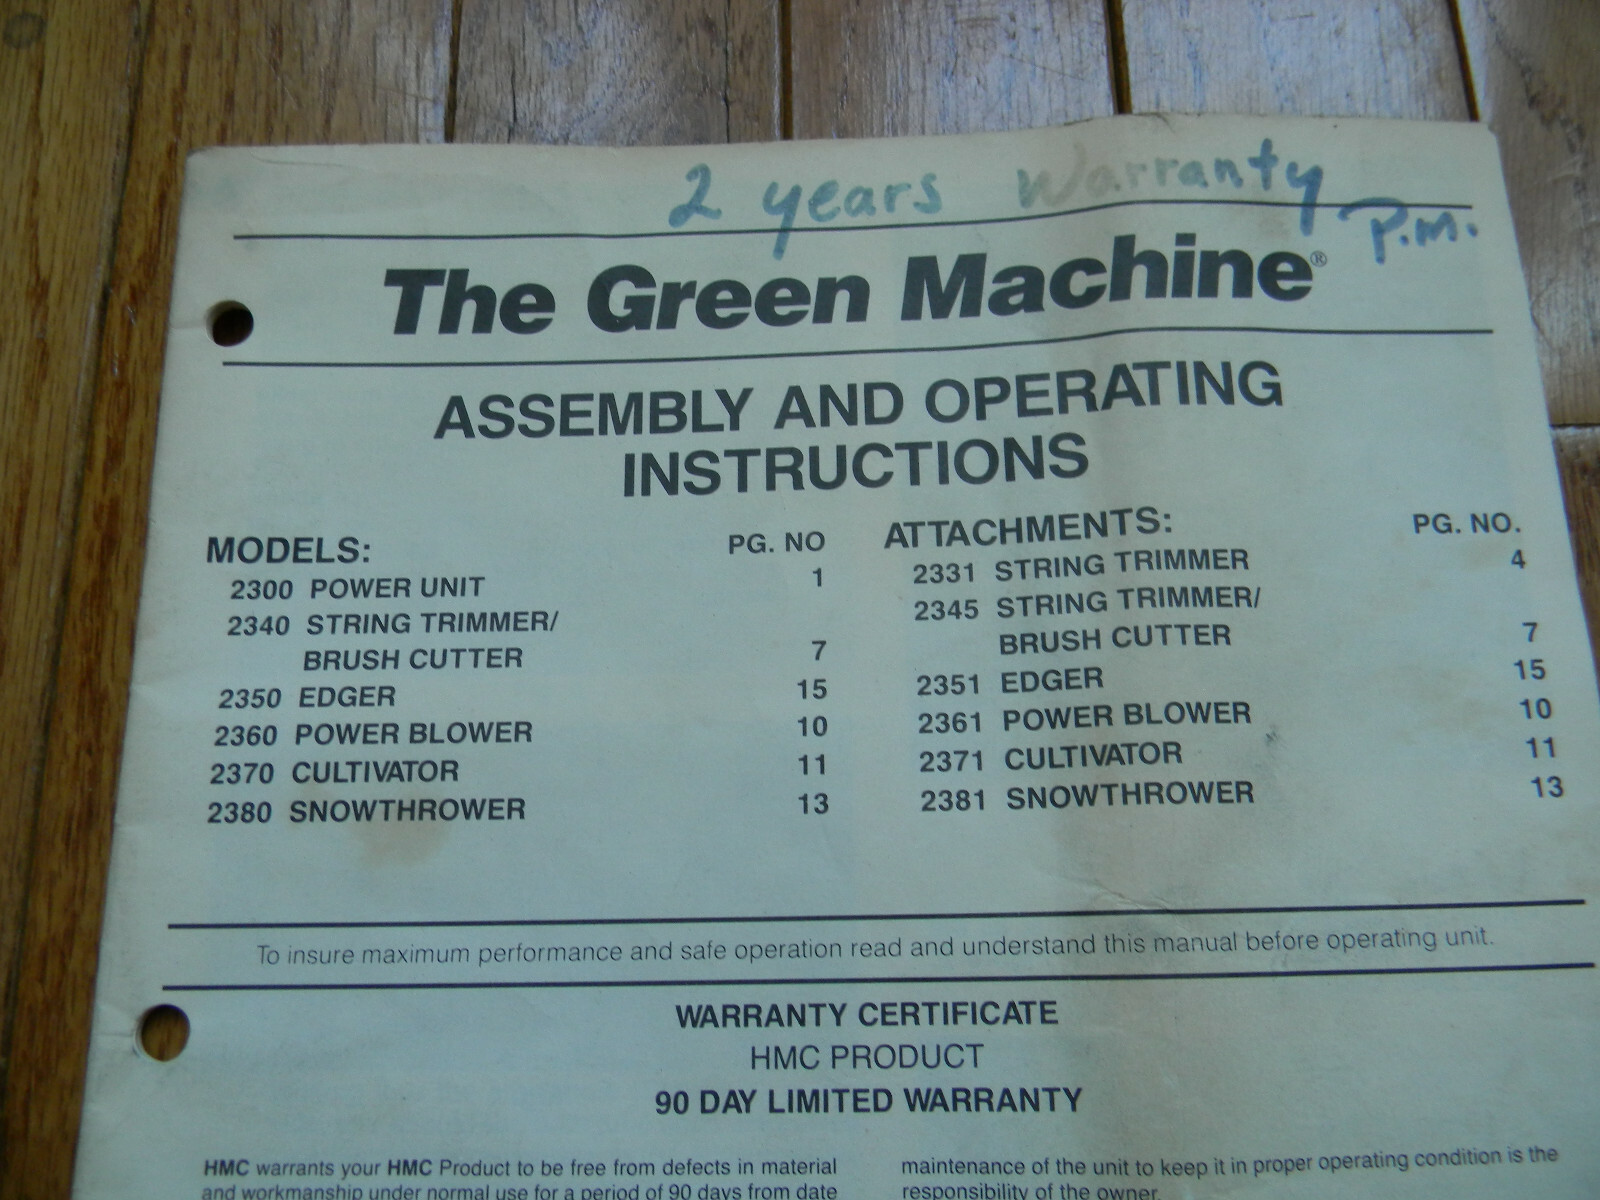 2 years Warranty
P.M.
The Green Machine®
ASSEMBLY AND OPERATING
INSTRUCTIONS
MODELS: PG. NO
2300 POWER UNIT 1
2340 STRING TRIMMER/
BRUSH CUTTER 7
2350 EDGER 15
2360 POWER BLOWER 10
2370 CULTIVATOR 11
2380 SNOWTHROWER 13
ATTACHMENTS: PG. NO.
2331 STRING TRIMMER 4
2345 STRING TRIMMER/
BRUSH CUTTER 7
2351 EDGER 15
2361 POWER BLOWER 10
2371 CULTIVATOR 11
2381 SNOWTHROWER 13
To insure maximum performance and safe operation read and understand this manual before operating unit.
WARRANTY CERTIFICATE
HMC PRODUCT
90 DAY LIMITED WARRANTY
HMC warrants your HMC Product to be free from defects in material
and workmanship under normal use for a period of 90 days from date
maintenance of the unit to keep it in proper operating condition is the
responsibility of the owner.